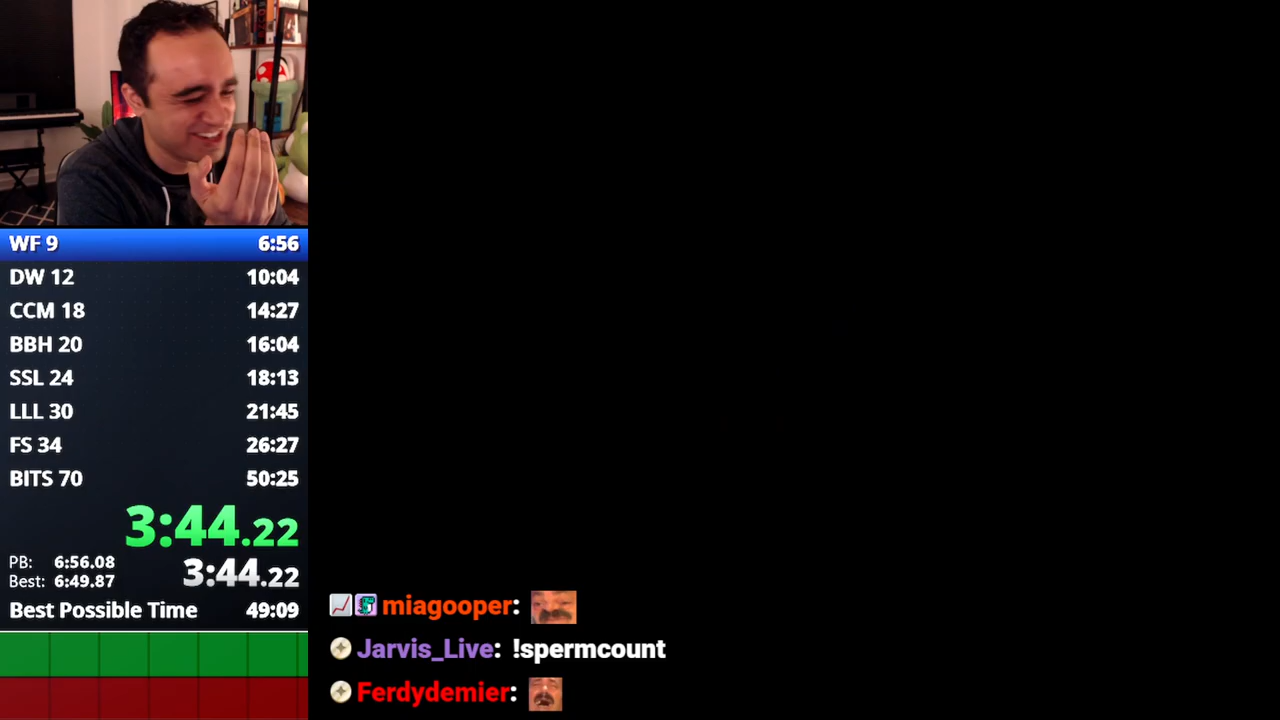 WF 9 6:56
DW 12 10:04
CCM 18 14:27
BBH 20 16:04
SSL 24 18:13
LLL 30 21:45
FS 34 26:27
BITS 70 50:25
3:44.22
PB: 6:56.08
Best: 6:49.87
3:44.22
Best Possible Time 49:09
miagooper:
Jarvis_Live: !spermcount
Ferdydemier: